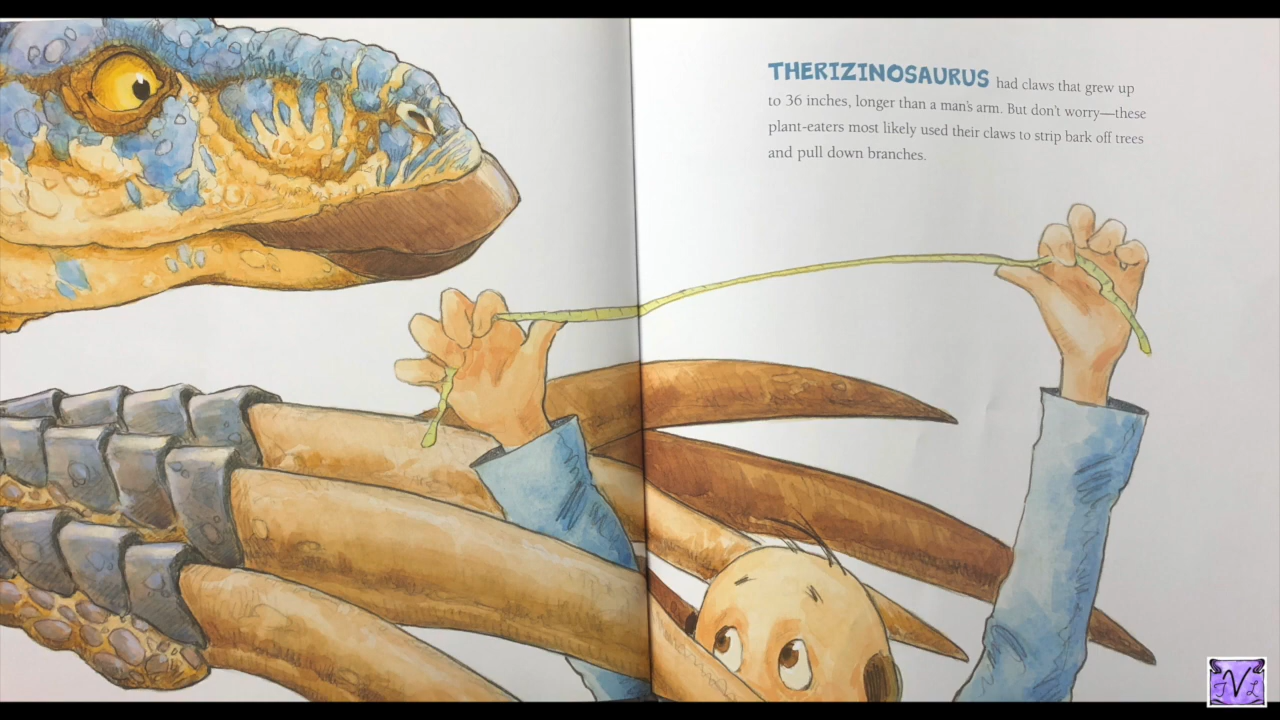 THERIZINOSAURUS had claws that grew up
to 36 inches, longer than a man's arm. But don't worry—these
plant-eaters most likely used their claws to strip bark off trees
and pull down branches.